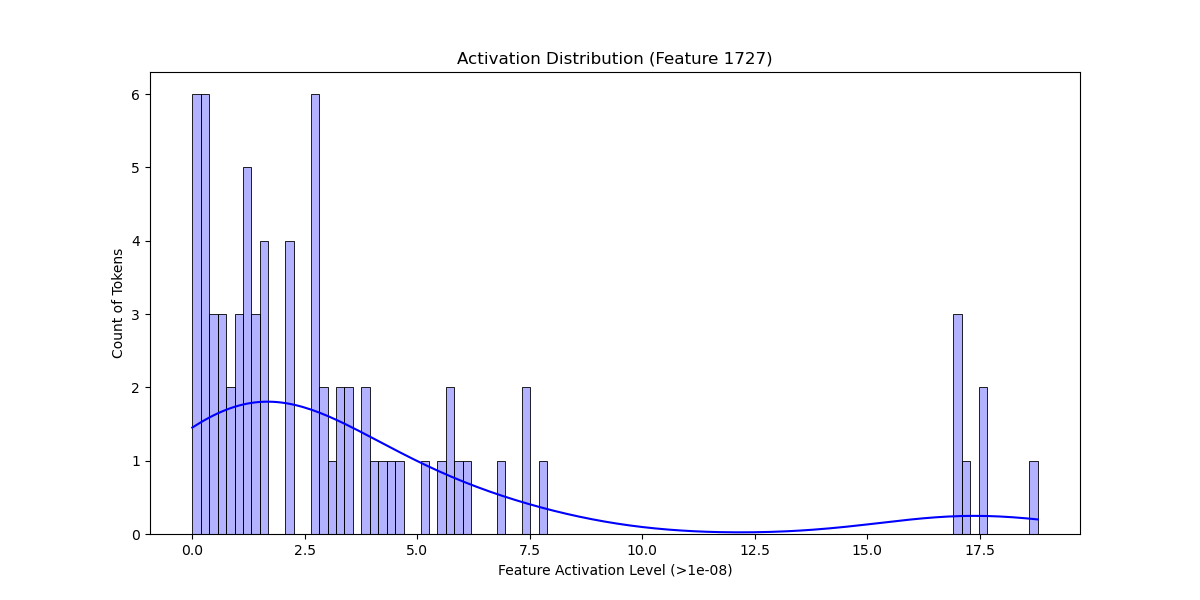 Activation Distribution (Feature 1727)
Count of Tokens
6
5
4
3
2
1
0
0.0 2.5 5.0 7.5 10.0 12.5 15.0 17.5
Feature Activation Level (>1e-08)